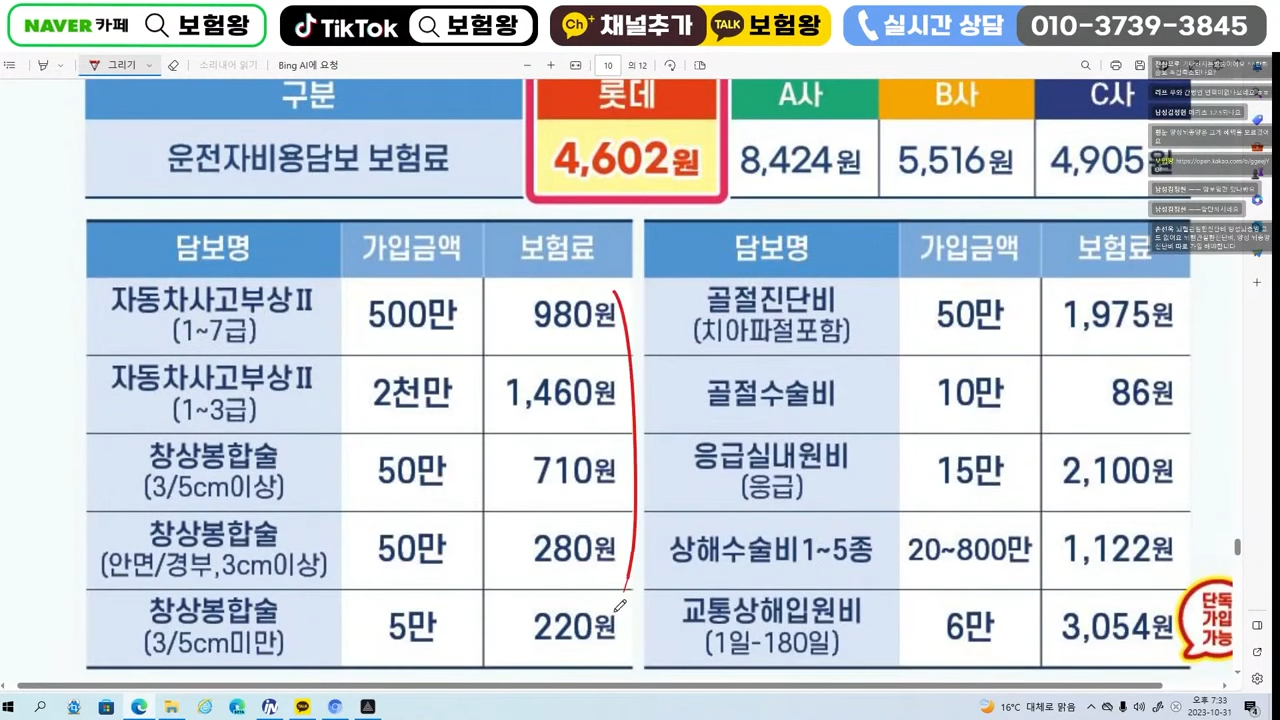 NAVER 카페 보험왕
TikTok 보험왕
Ch+ 채널추가 TALK 보험왕
실시간 상담 010-3739-3845
그리기 소리내어 읽기 Bing AI에 요청 10 의 12
구분 롯데 A사 B사 C사
운전자비용담보 보험료 4,602원 8,424원 5,516원 4,905원
담보명 가입금액 보험료 담보명 가입금액 보험료
자동차사고부상Ⅱ (1~7급) 500만 980원 골절진단비 (치아파절포함) 50만 1,975원
자동차사고부상Ⅱ (1~3급) 2천만 1,460원 골절수술비 10만 86원
창상봉합술 (3/5cm이상) 50만 710원 응급실내원비 (응급) 15만 2,100원
창상봉합술 (안면/경부,3cm이상) 50만 280원 상해수술비1~5종 20~800만 1,122원
창상봉합술 (3/5cm미만) 5만 220원 교통상해입원비 (1일-180일) 6만 3,054원
단독
가입
가능
16°C 대체로 맑음
오후 7:33
2023-10-31
4